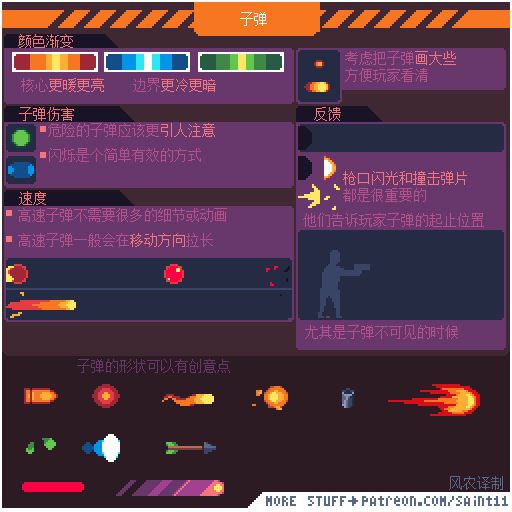 子弹
颜色渐变
核心更暖更亮 边界更冷更暗
考虑把子弹画大些
方便玩家看清
子弹伤害
危险的子弹应该更引人注意
闪烁是个简单有效的方式
反馈
枪口闪光和撞击弹片
都是很重要的
他们告诉玩家子弹的起止位置
速度
高速子弹不需要很多的细节或动画
高速子弹一般会在移动方向拉长
尤其是子弹不可见的时候
子弹的形状可以有创意点
风农译制
MORE STUFF→PATREON.COM/SAINT11